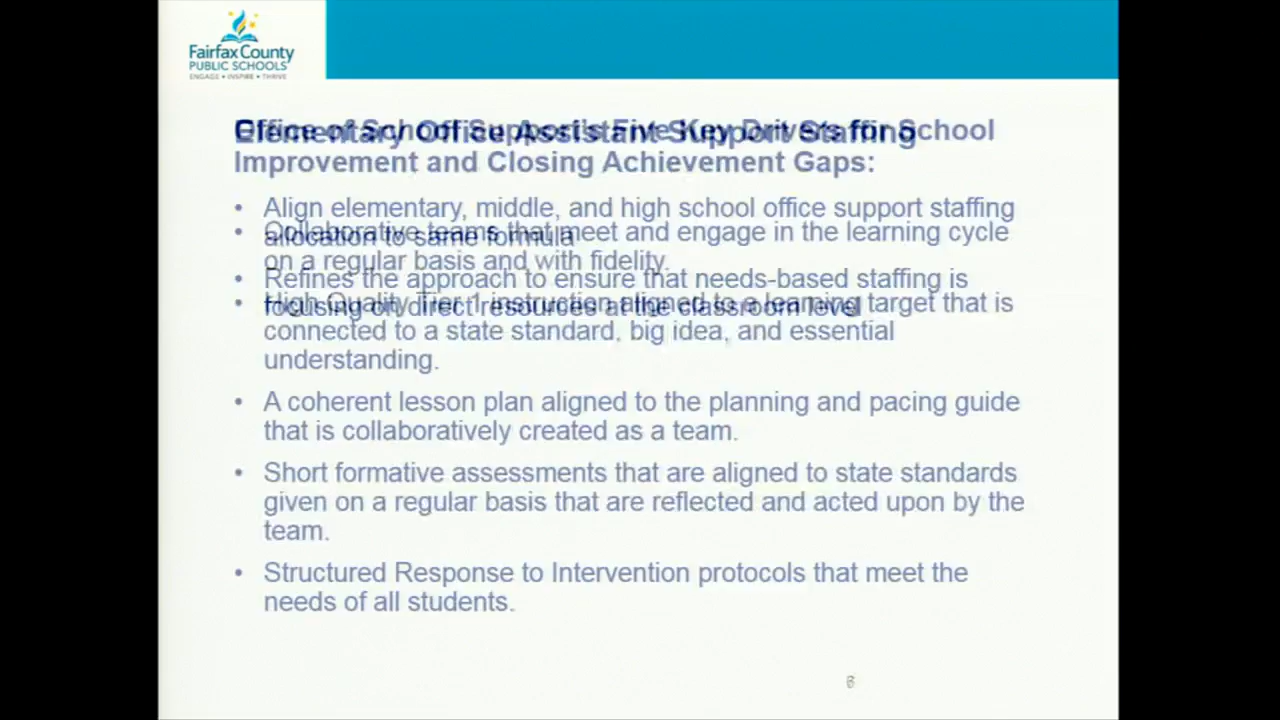 Fairfax County
PUBLIC SCHOOLS
ENGAGE • INSPIRE • THRIVE
Office of School Support's Five Key Drivers for School
Elementary Office Assistant Support Staffing
Improvement and Closing Achievement Gaps:
• Align elementary, middle, and high school office support staffing
• Collaborative teams that meet and engage in the learning cycle
allocation to same formula
on a regular basis and with fidelity.
• Refines the approach to ensure that needs-based staffing is
• High Quality Tier 1 instruction aligned to a learning target that is
focusing on direct resources at the classroom level
connected to a state standard, big idea, and essential
understanding.
• A coherent lesson plan aligned to the planning and pacing guide
that is collaboratively created as a team.
• Short formative assessments that are aligned to state standards
given on a regular basis that are reflected and acted upon by the
team.
• Structured Response to Intervention protocols that meet the
needs of all students.